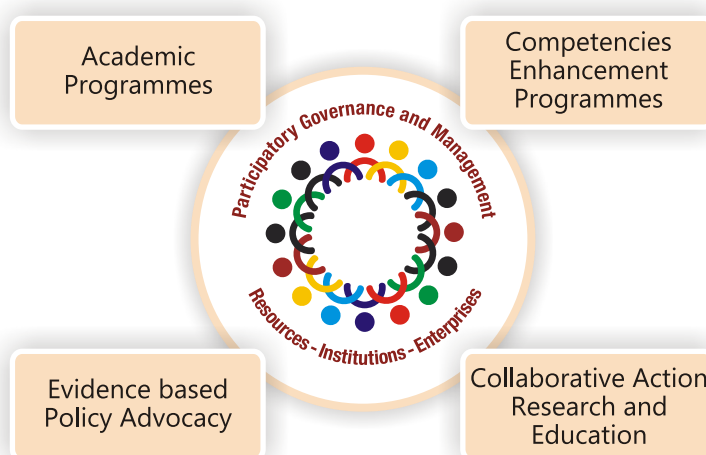 Academic
Programmes
Competencies
Enhancement
Programmes
Participatory Governance and Management
Resources - Institutions - Enterprises
Evidence based
Policy Advocacy
Collaborative Action
Research and
Education